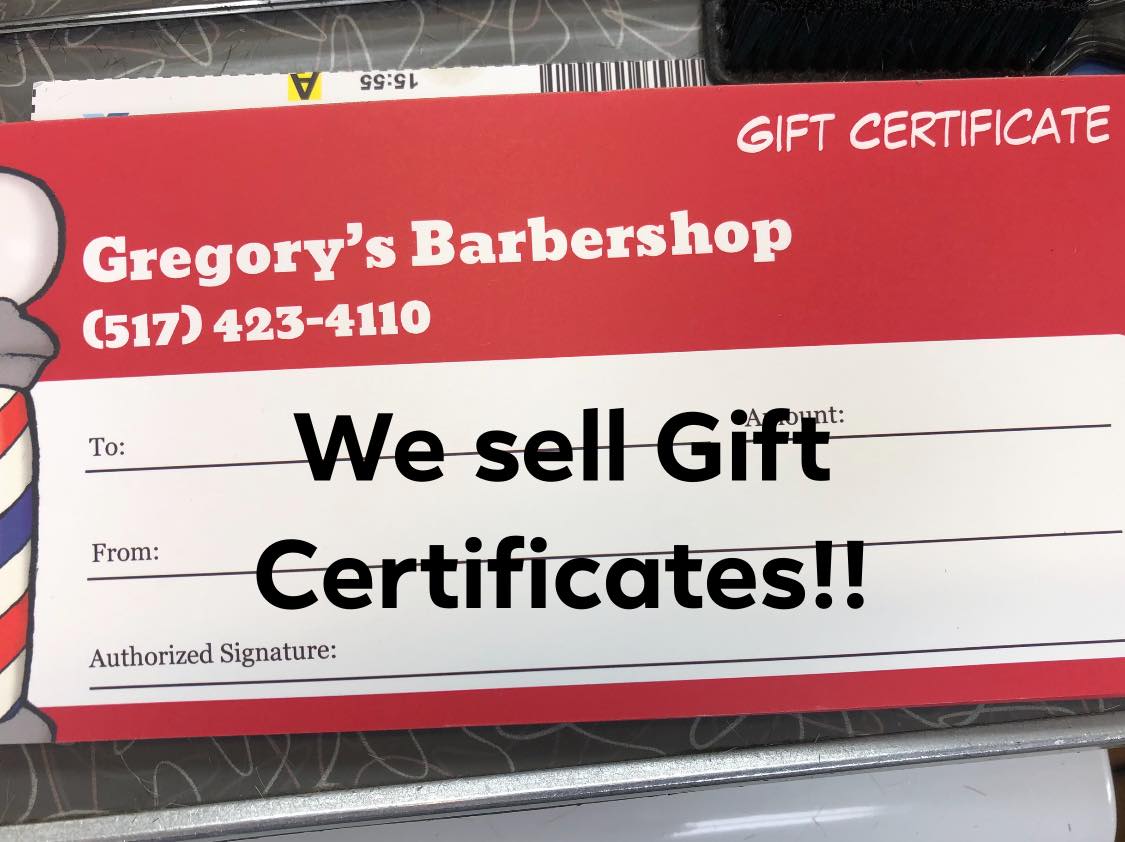 A 15:55
GIFT CERTIFICATE
Gregory's Barbershop
(517) 423-4110
To:
Amount:
We sell Gift
From:
Certificates!!
Authorized Signature: